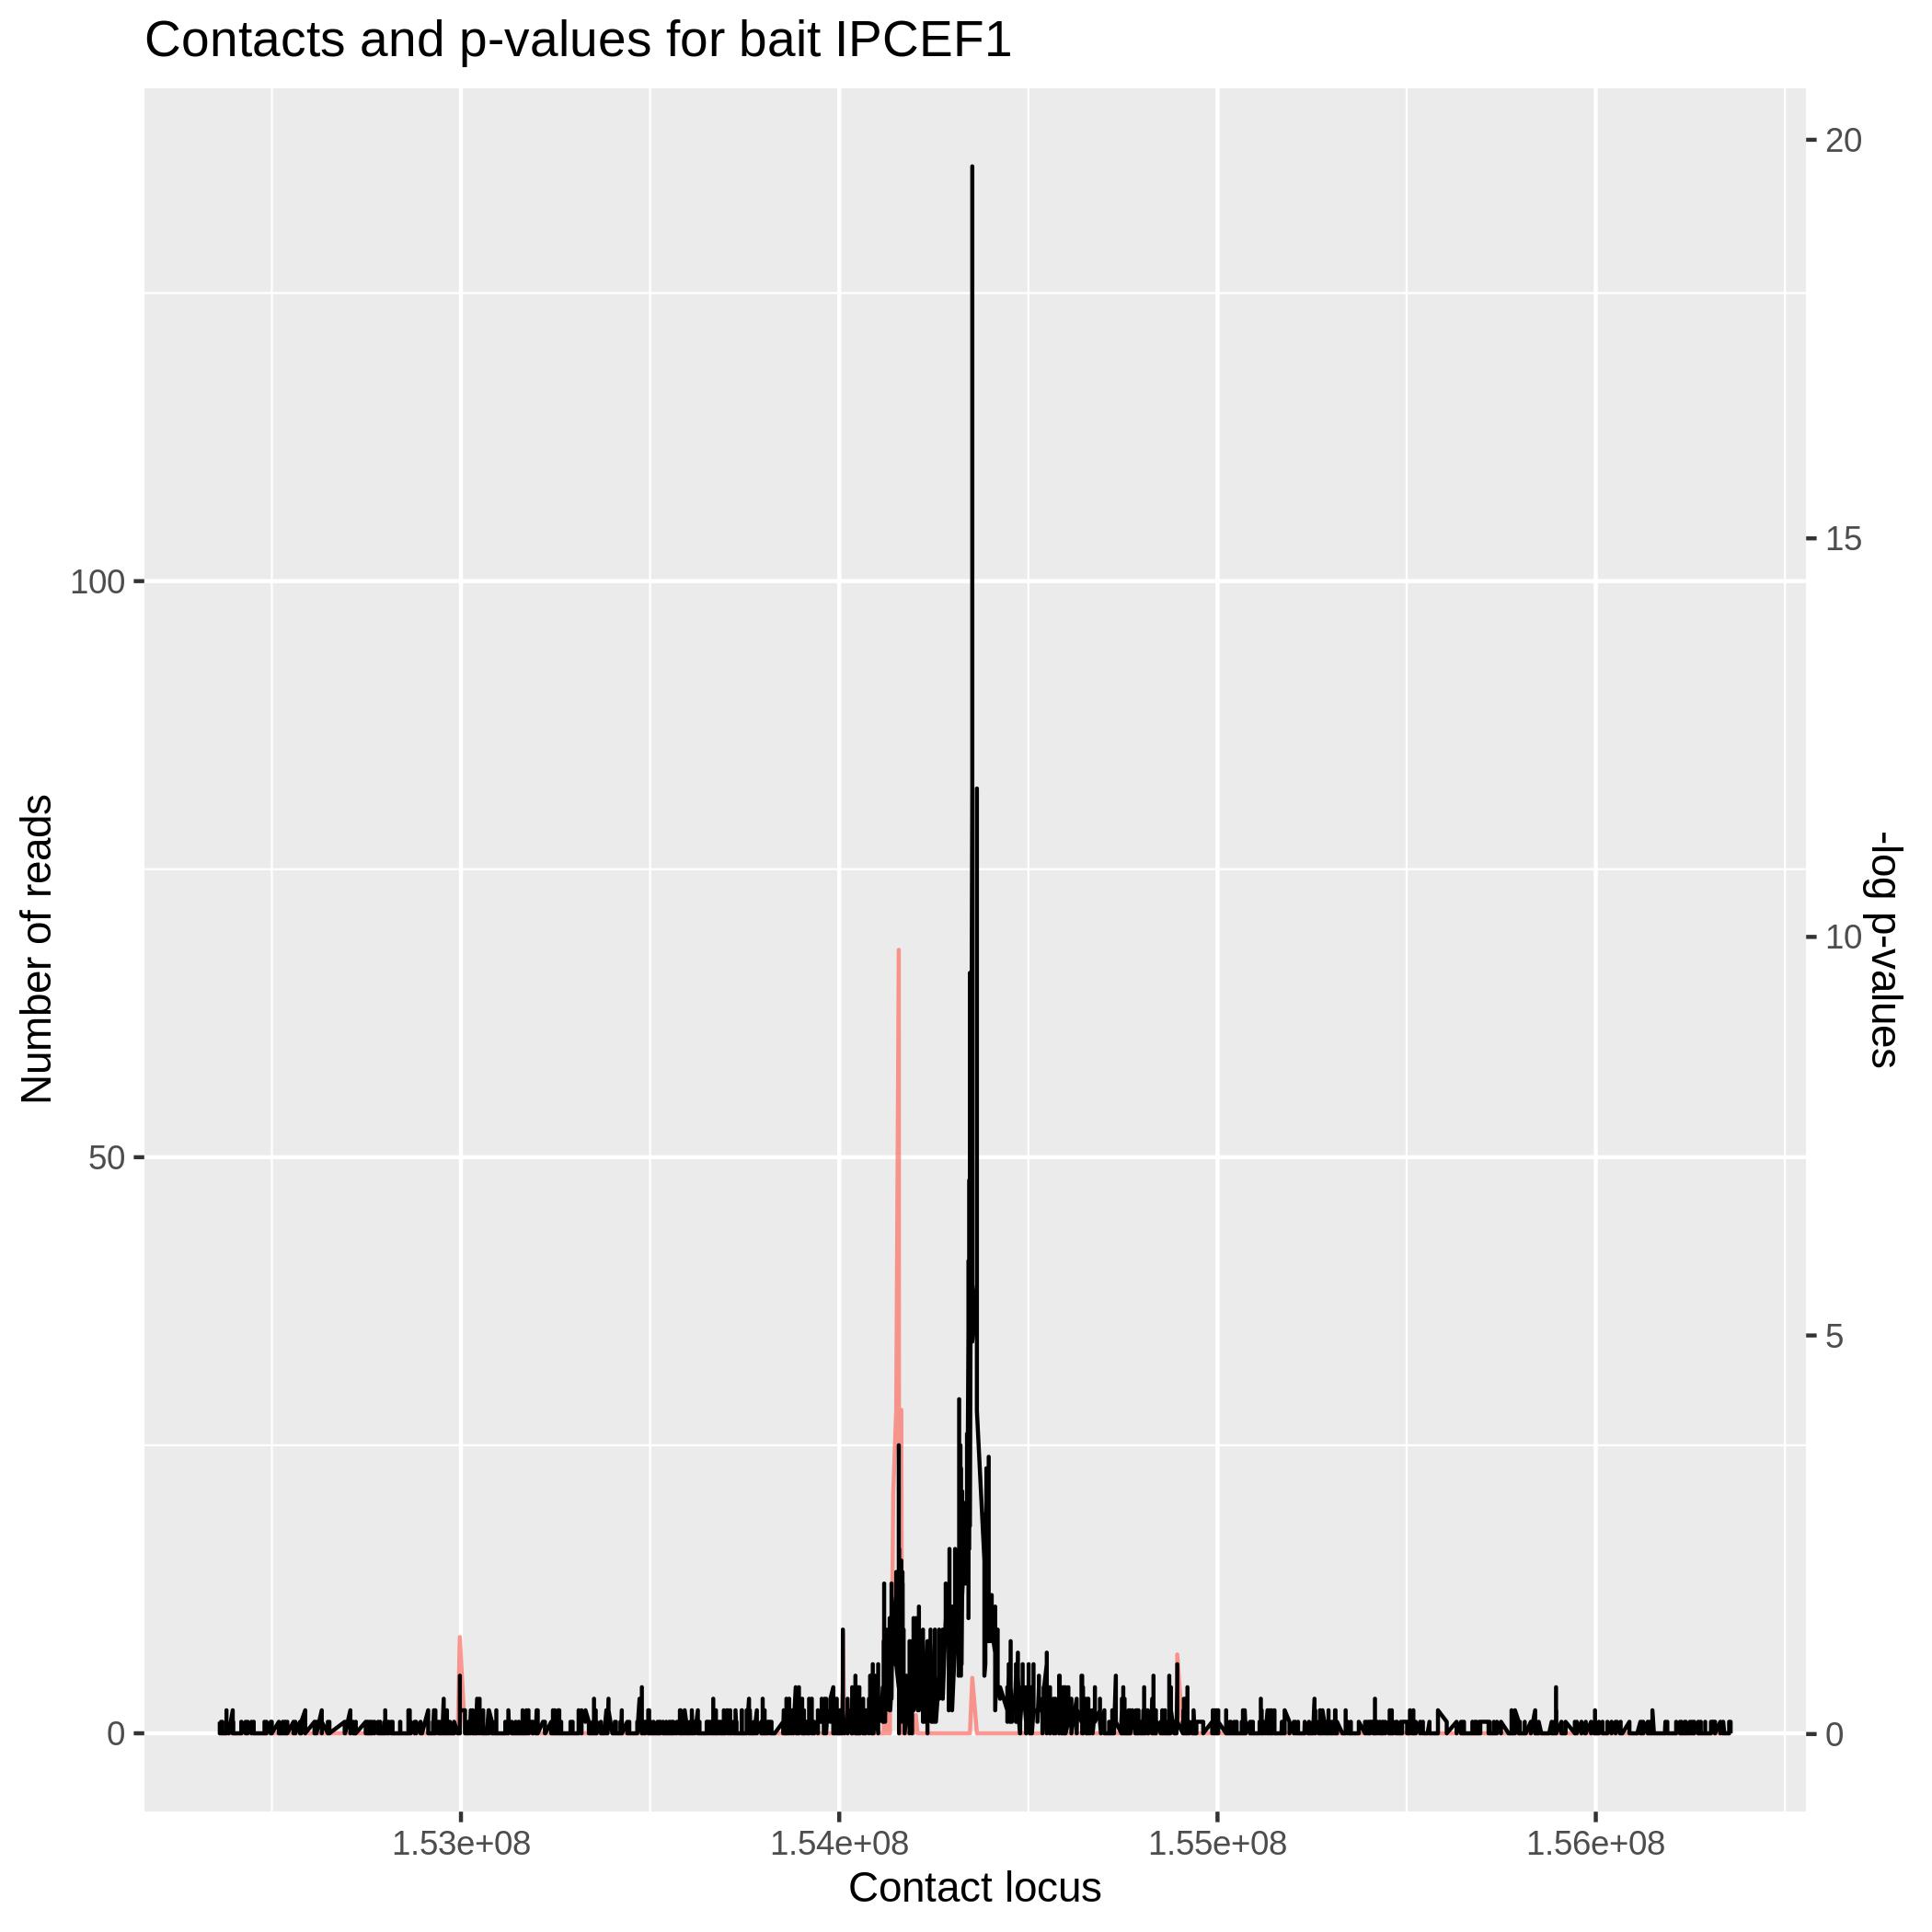 Contacts and p-values for bait IPCEF1
Number of reads
100
50
0
20
15
10
5
0
-log p-values
1.53e+08
1.54e+08
1.55e+08
1.56e+08
Contact locus